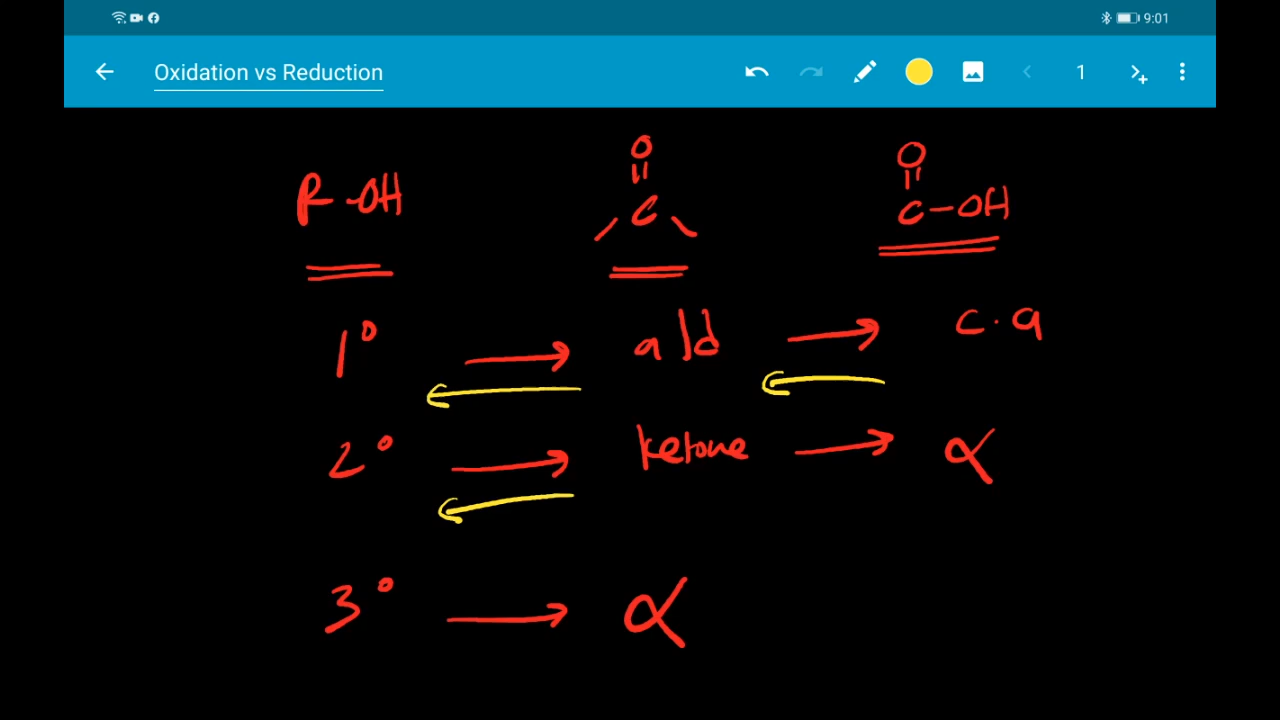 9:01
Oxidation vs Reduction
1
O
R-OH
C
O
C-OH
1° → ald → c.a
← ←
2° → ketone → α
←
3° → α